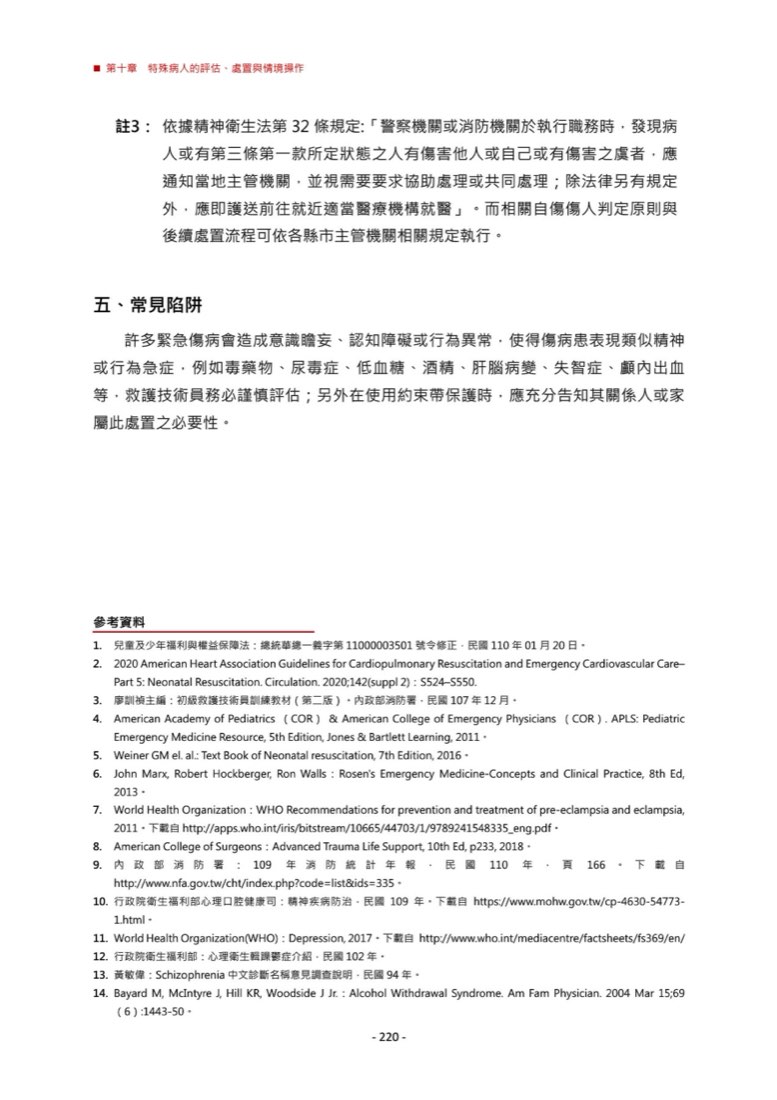 ■ 第十章　特殊病人的評估、處置與情境操作
註3：依據精神衛生法第 32 條規定:「警察機關或消防機關於執行職務時，發現病
人或有第三條第一款所定狀態之人有傷害他人或自己或有傷害之虞者，應
通知當地主管機關，並視需要要求協助處理或共同處理；除法律另有規定
外，應即護送前往就近適當醫療機構就醫」。而相關自傷傷人判定原則與
後續處置流程可依各縣市主管機關相關規定執行。
五、常見陷阱
許多緊急傷病會造成意識瞻妄、認知障礙或行為異常，使得傷病患表現類似精神
或行為急症，例如毒藥物、尿毒症、低血糖、酒精、肝腦病變、失智症、顱內出血
等，救護技術員務必謹慎評估；另外在使用約束帶保護時，應充分告知其關係人或家
屬此處置之必要性。
參考資料
1. 兒童及少年福利與權益保障法：總統華總一義字第 11000003501 號令修正，民國 110 年 01 月 20 日。
2. 2020 American Heart Association Guidelines for Cardiopulmonary Resuscitation and Emergency Cardiovascular Care–
Part 5: Neonatal Resuscitation. Circulation. 2020;142(suppl 2)：S524–S550.
3. 廖訓禎主編：初級救護技術員訓練教材（第二版）。內政部消防署，民國 107 年 12 月。
4. American Academy of Pediatrics （COR） & American College of Emergency Physicians （COR）. APLS: Pediatric
Emergency Medicine Resource, 5th Edition, Jones & Bartlett Learning, 2011。
5. Weiner GM el. al.: Text Book of Neonatal resuscitation, 7th Edition, 2016。
6. John Marx, Robert Hockberger, Ron Walls：Rosen's Emergency Medicine-Concepts and Clinical Practice, 8th Ed,
2013。
7. World Health Organization：WHO Recommendations for prevention and treatment of pre-eclampsia and eclampsia,
2011。下載自 http://apps.who.int/iris/bitstream/10665/44703/1/9789241548335_eng.pdf。
8. American College of Surgeons：Advanced Trauma Life Support, 10th Ed, p233, 2018。
9. 內政部消防署：109 年消防統計年報，民國 110 年，頁 166。下載自
http://www.nfa.gov.tw/cht/index.php?code=list&ids=335。
10. 行政院衛生福利部心理口腔健康司：精神疾病防治，民國 109 年。下載自 https://www.mohw.gov.tw/cp-4630-54773-
1.html。
11. World Health Organization(WHO)：Depression, 2017。下載自 http://www.who.int/mediacentre/factsheets/fs369/en/
12. 行政院衛生福利部：心理衛生輯躁鬱症介紹，民國 102 年。
13. 黃敏偉：Schizophrenia 中文診斷名稱意見調查說明，民國 94 年。
14. Bayard M, McIntyre J, Hill KR, Woodside J Jr.：Alcohol Withdrawal Syndrome. Am Fam Physician. 2004 Mar 15;69
（6）:1443-50。
- 220 -